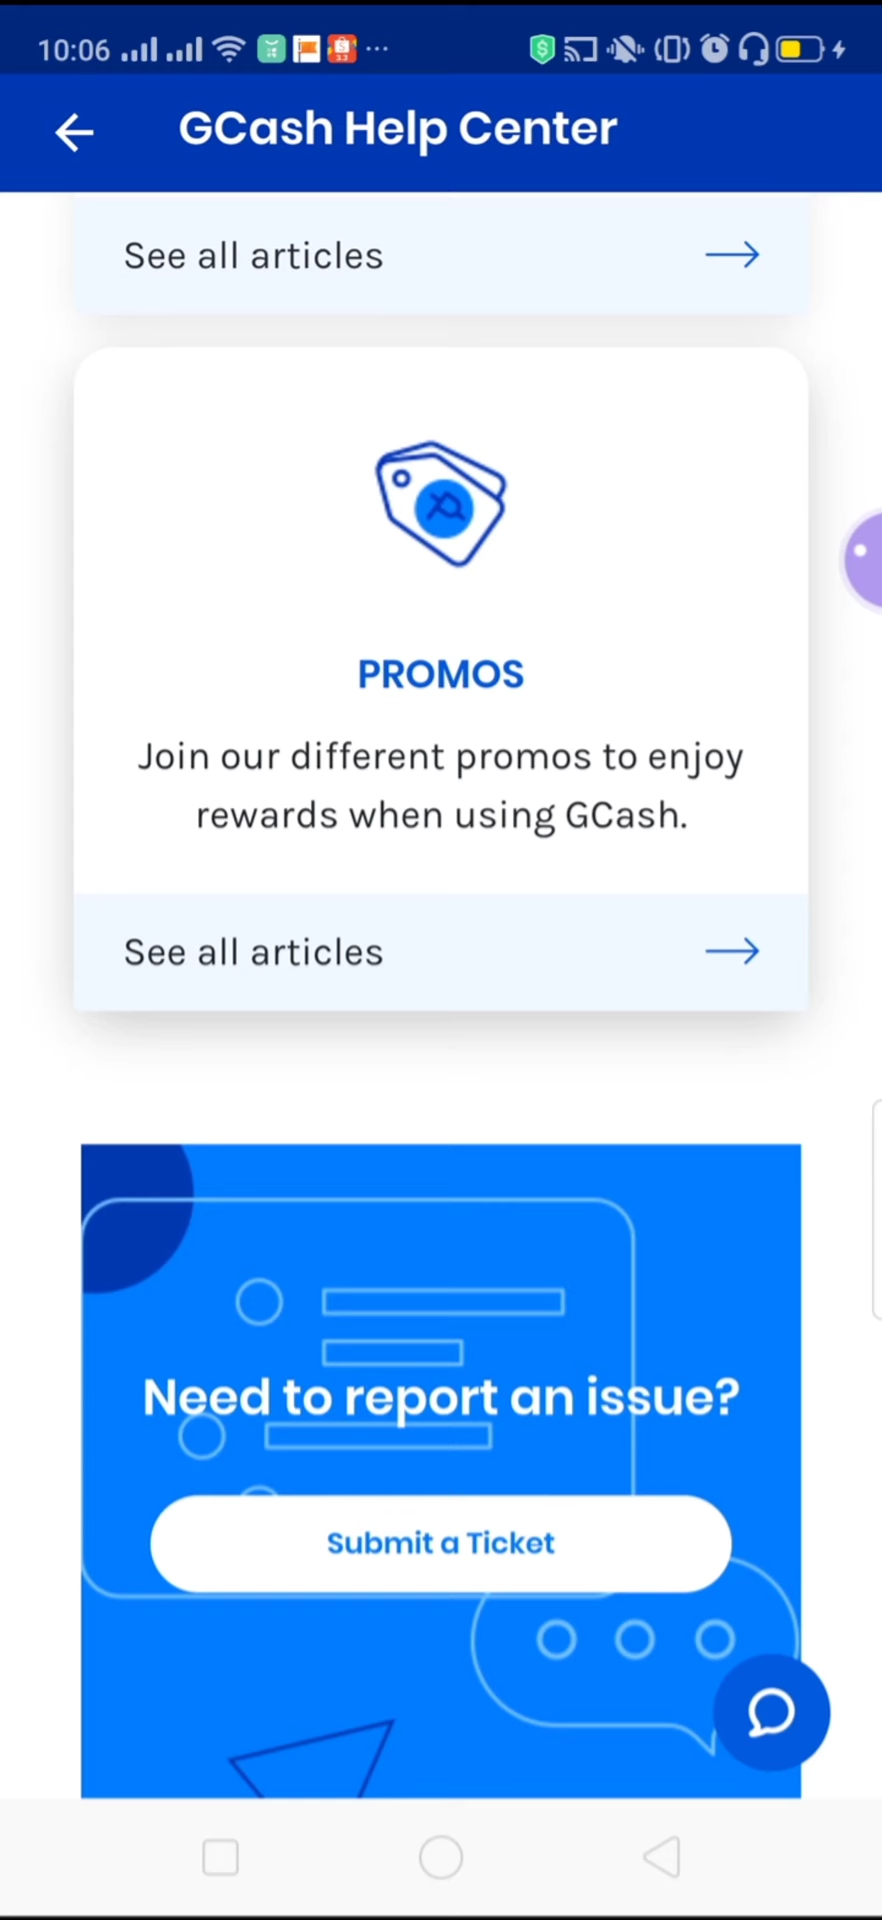 10:06
GCash Help Center
See all articles
PROMOS
Join our different promos to enjoy
rewards when using GCash.
See all articles
Need to report an issue?
Submit a Ticket